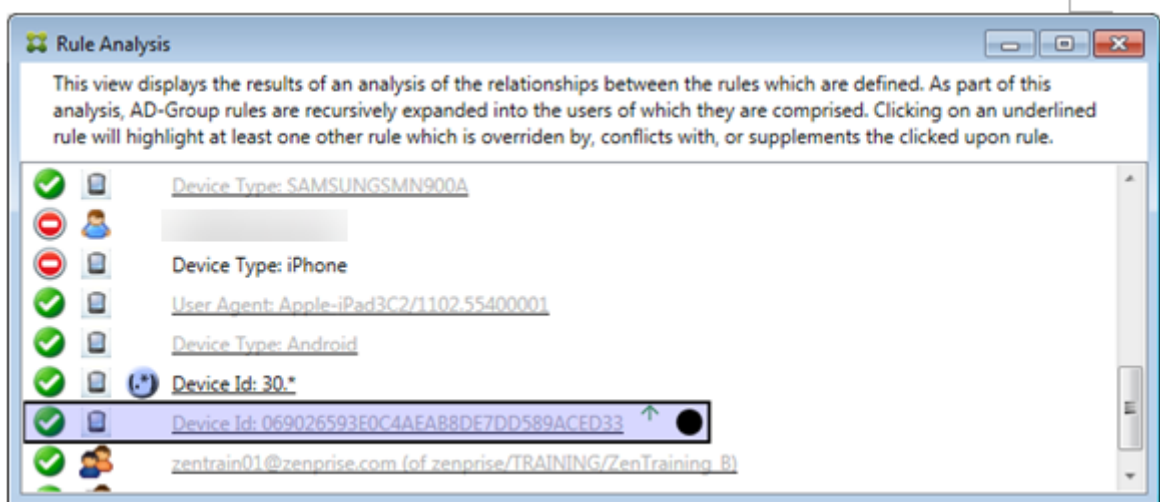 Rule Analysis
This view displays the results of an analysis of the relationships between the rules which are defined. As part of this
analysis, AD-Group rules are recursively expanded into the users of which they are comprised. Clicking on an underlined
rule will highlight at least one other rule which is overriden by, conflicts with, or supplements the clicked upon rule.
Device Type: SAMSUNGSMN900A
Device Type: iPhone
User Agent: Apple-iPad3C2/1102.55400001
Device Type: Android
(.*) Device Id: 30.*
Device Id: 069026593E0C4AEAB8DE7DD589ACED33
zentrain01@zenprise.com (of zenprise/TRAINING/ZenTraining_B)